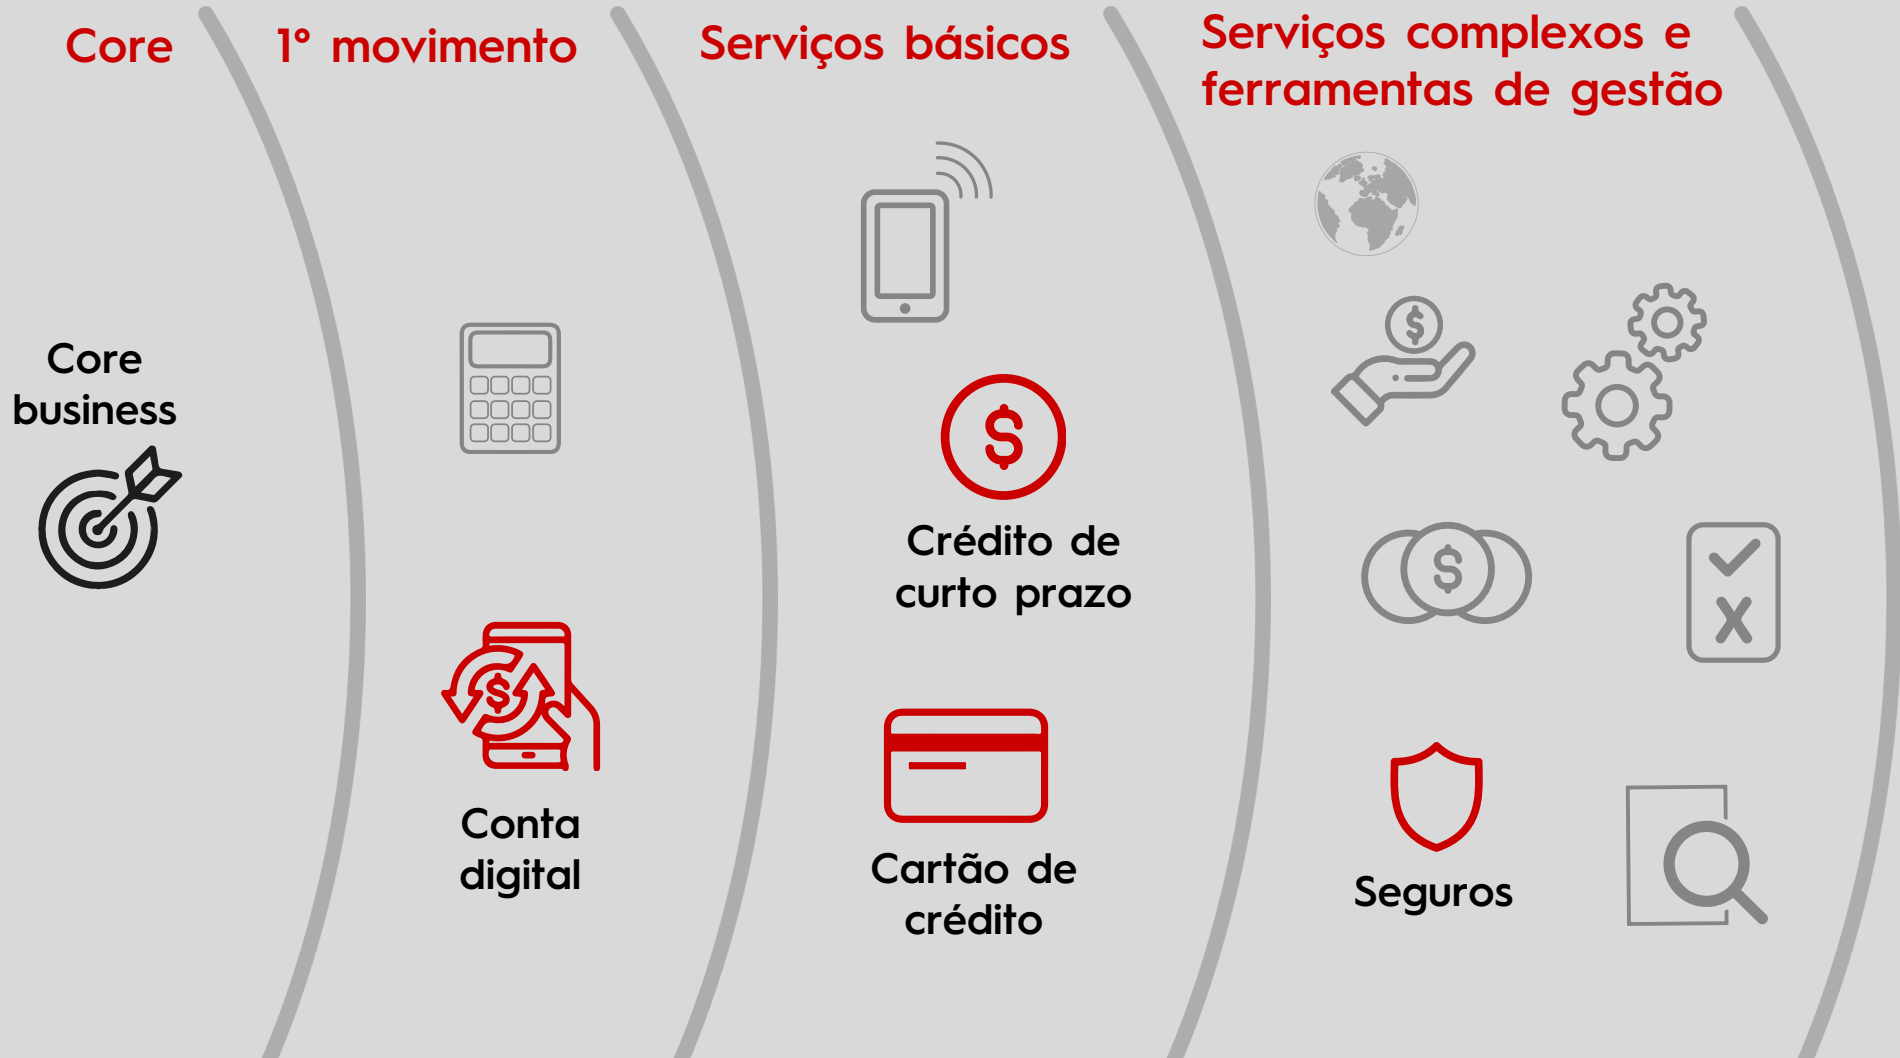 Core
1º movimento
Serviços básicos
Serviços complexos e
ferramentas de gestão
Core
business
Conta
digital
$
Crédito de
curto prazo
Cartão de
crédito
$
$
$
X
Seguros